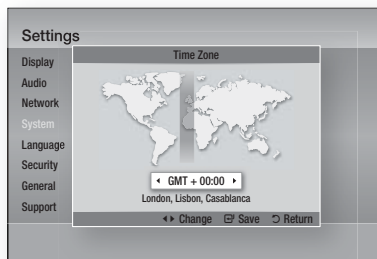 Settings
Display
Audio
Network
System
Language
Security
General
Support
Time Zone
GMT + 00:00
London, Lisbon, Casablanca
Change Save Return